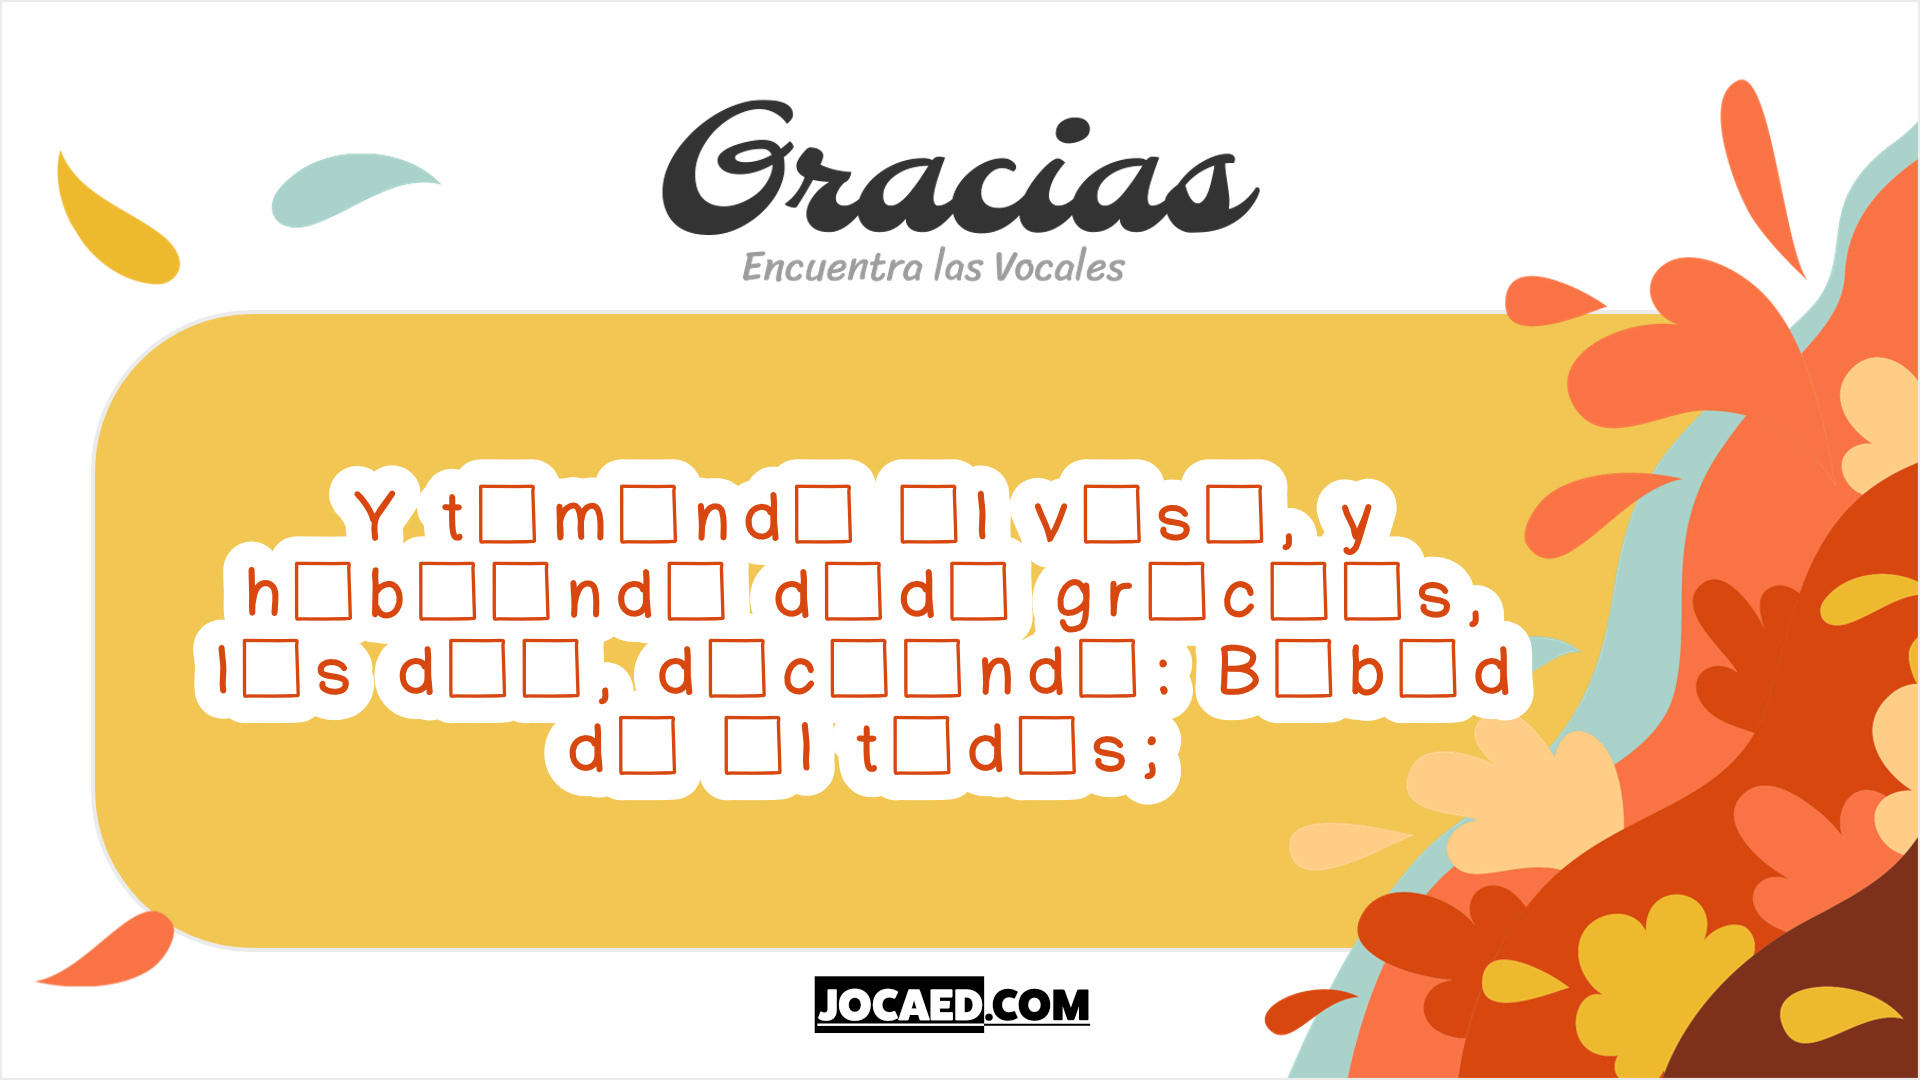 Gracias
Encuentra las Vocales
Y t□m□nd□ □l v□s□, y
h□b□□nd□ d□d□ gr□c□□s,
l□s d□□, d□c□□nd□: B□b□d
d□ □l t□d□s;
JOCAED.COM